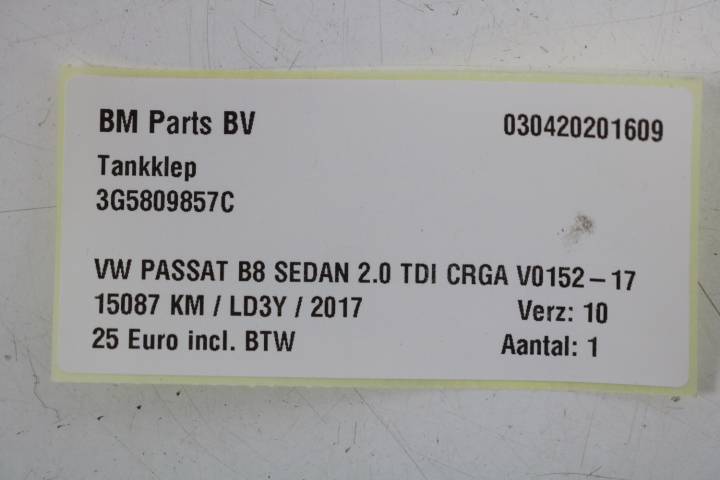 BM Parts BV 030420201609
Tankklep
3G5809857C
VW PASSAT B8 SEDAN 2.0 TDI CRGA V0152-17
15087 KM / LD3Y / 2017 Verz: 10
25 Euro incl. BTW Aantal: 1